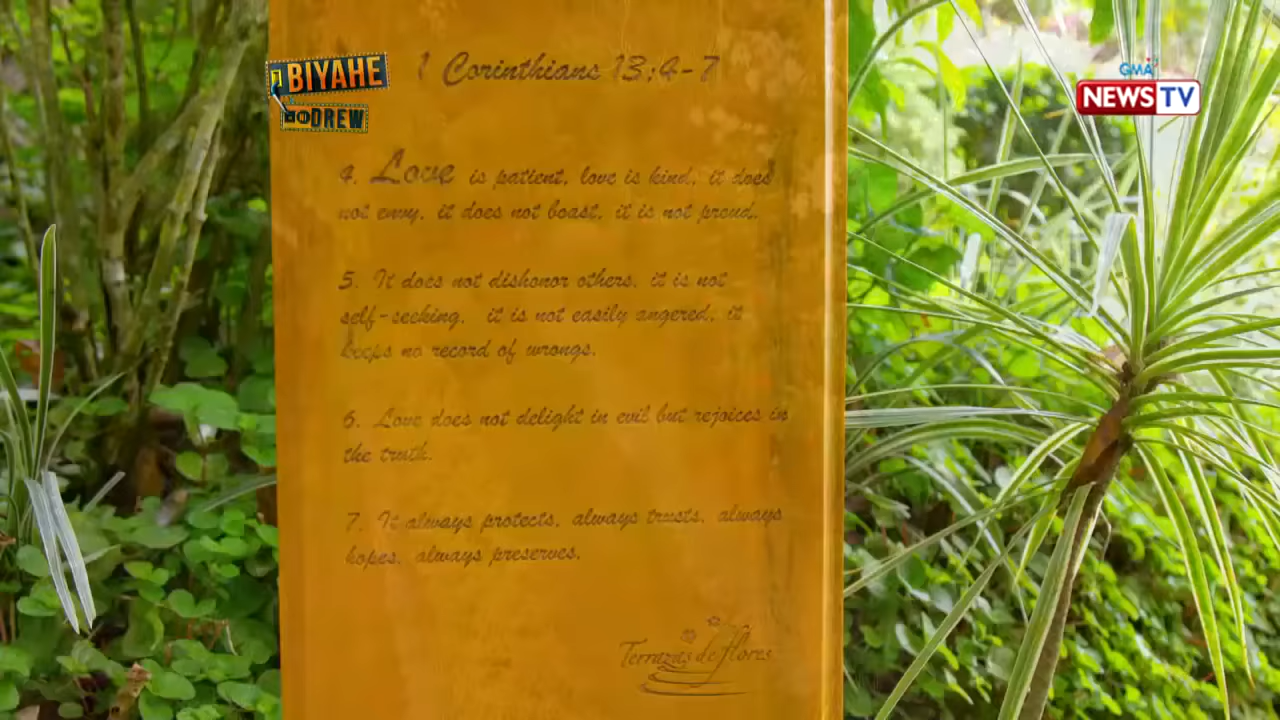 1 Corinthians 13:4-7
BIYAHE
DREW
GMA
NEWS TV
4. Love is patient, love is kind, it does
not envy, it does not boast, it is not proud.
5. It does not dishonor others, it is not
self-seeking, it is not easily angered, it
keeps no record of wrongs.
6. Love does not delight in evil but rejoices in
the truth.
7. It always protects, always trusts, always
hopes, always preserves.
Terrazas de flores